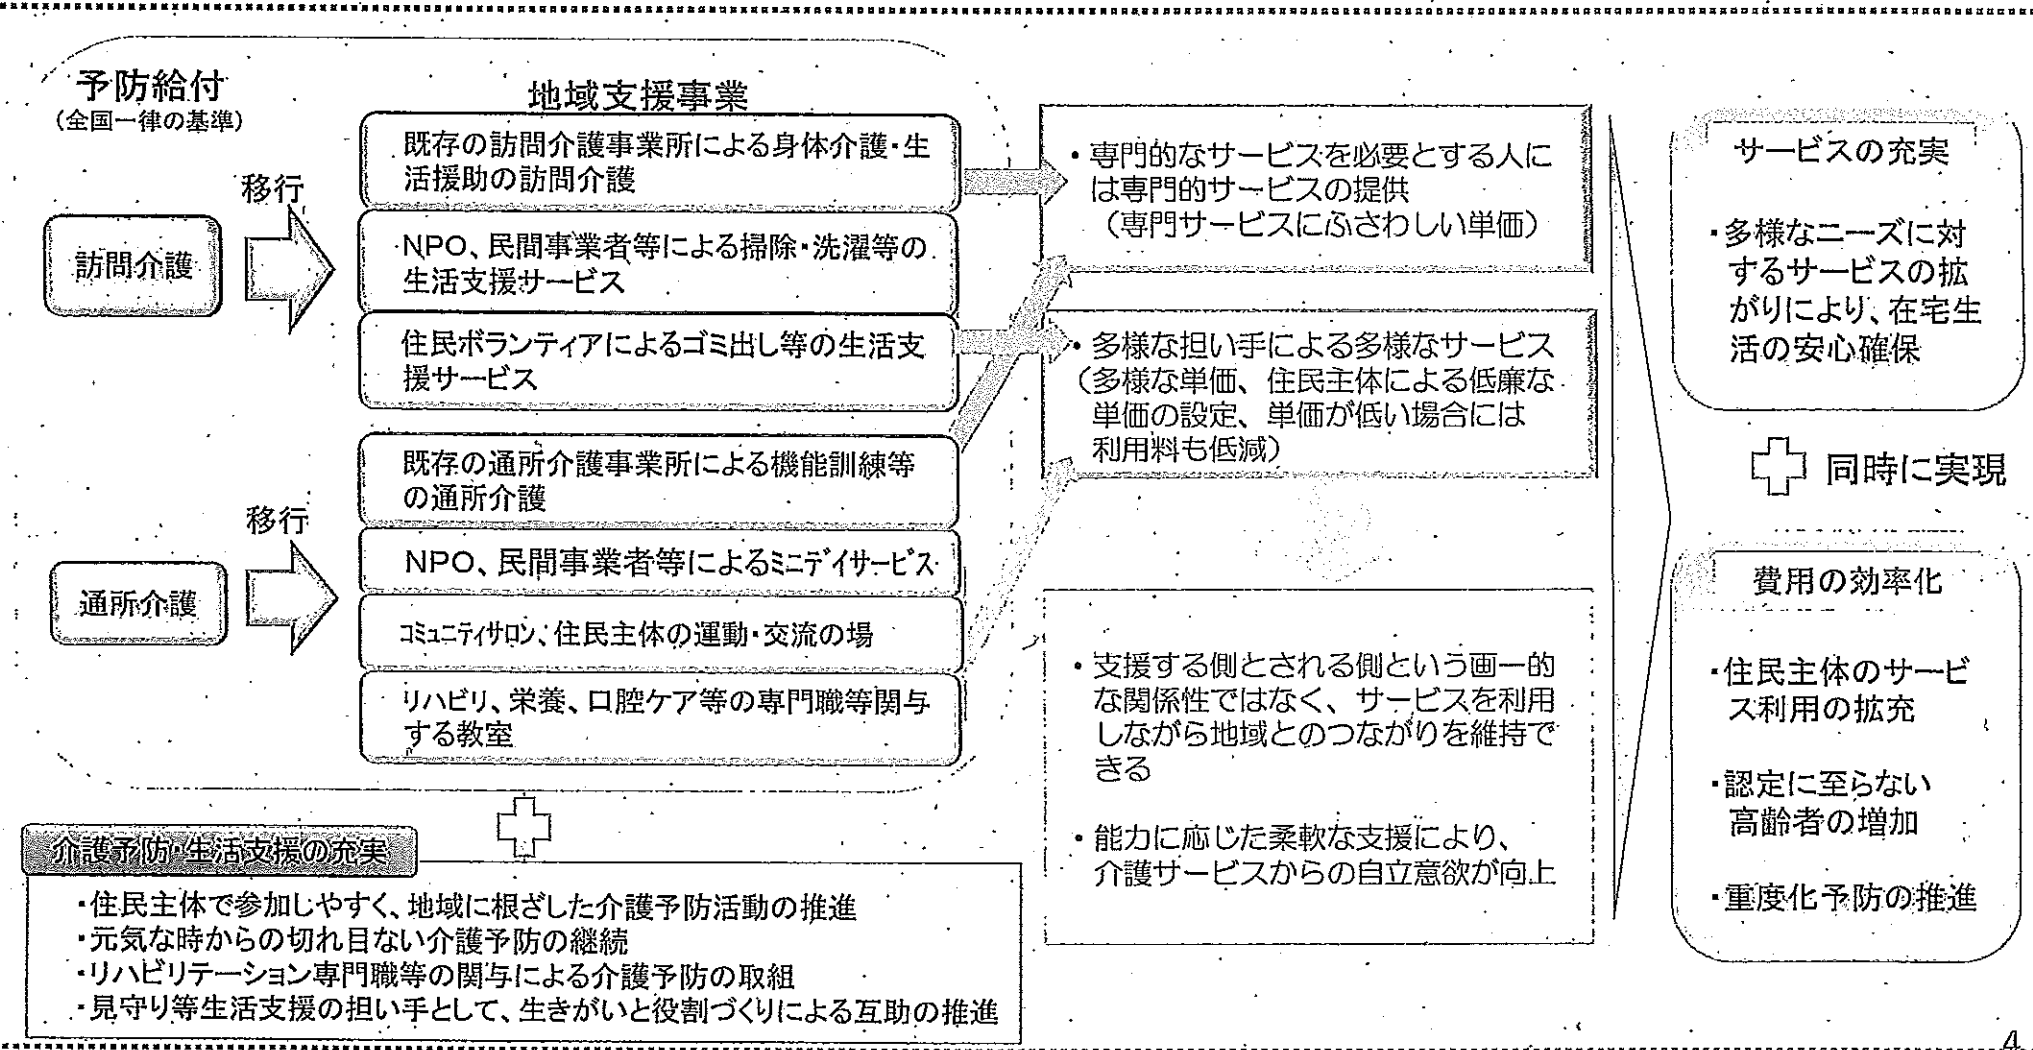 予防給付
(全国一律の基準)
地域支援事業
移行
訪問介護
既存の訪問介護事業所による身体介護・生
活援助の訪問介護
NPO、民間事業者等による掃除・洗濯等の
生活支援サービス
住民ボランティアによるゴミ出し等の生活支
援サービス
移行
通所介護
既存の通所介護事業所による機能訓練等
の通所介護
NPO、民間事業者等によるミニデイサービス
コミュニティサロン、住民主体の運動・交流の場
リハビリ、栄養、口腔ケア等の専門職等関与
する教室
介護予防・生活支援の充実
・住民主体で参加しやすく、地域に根ざした介護予防活動の推進
・元気な時からの切れ目ない介護予防の継続
・リハビリテーション専門職等の関与による介護予防の取組
・見守り等生活支援の担い手として、生きがいと役割づくりによる互助の推進
・専門的なサービスを必要とする人に
は専門的サービスの提供
（専門サービスにふさわしい単価）
・多様な担い手による多様なサービス
（多様な単価、住民主体による低廉な
単価の設定、単価が低い場合には
利用料も低減）
・支援する側とされる側という画一的
な関係性ではなく、サービスを利用
しながら地域とのつながりを維持で
きる
・能力に応じた柔軟な支援により、
介護サービスからの自立意欲が向上
サービスの充実
・多様なニーズに対
するサービスの拡
がりにより、在宅生
活の安心確保
同時に実現
費用の効率化
・住民主体のサービ
ス利用の拡充
・認定に至らない
高齢者の増加
・重度化予防の推進
4